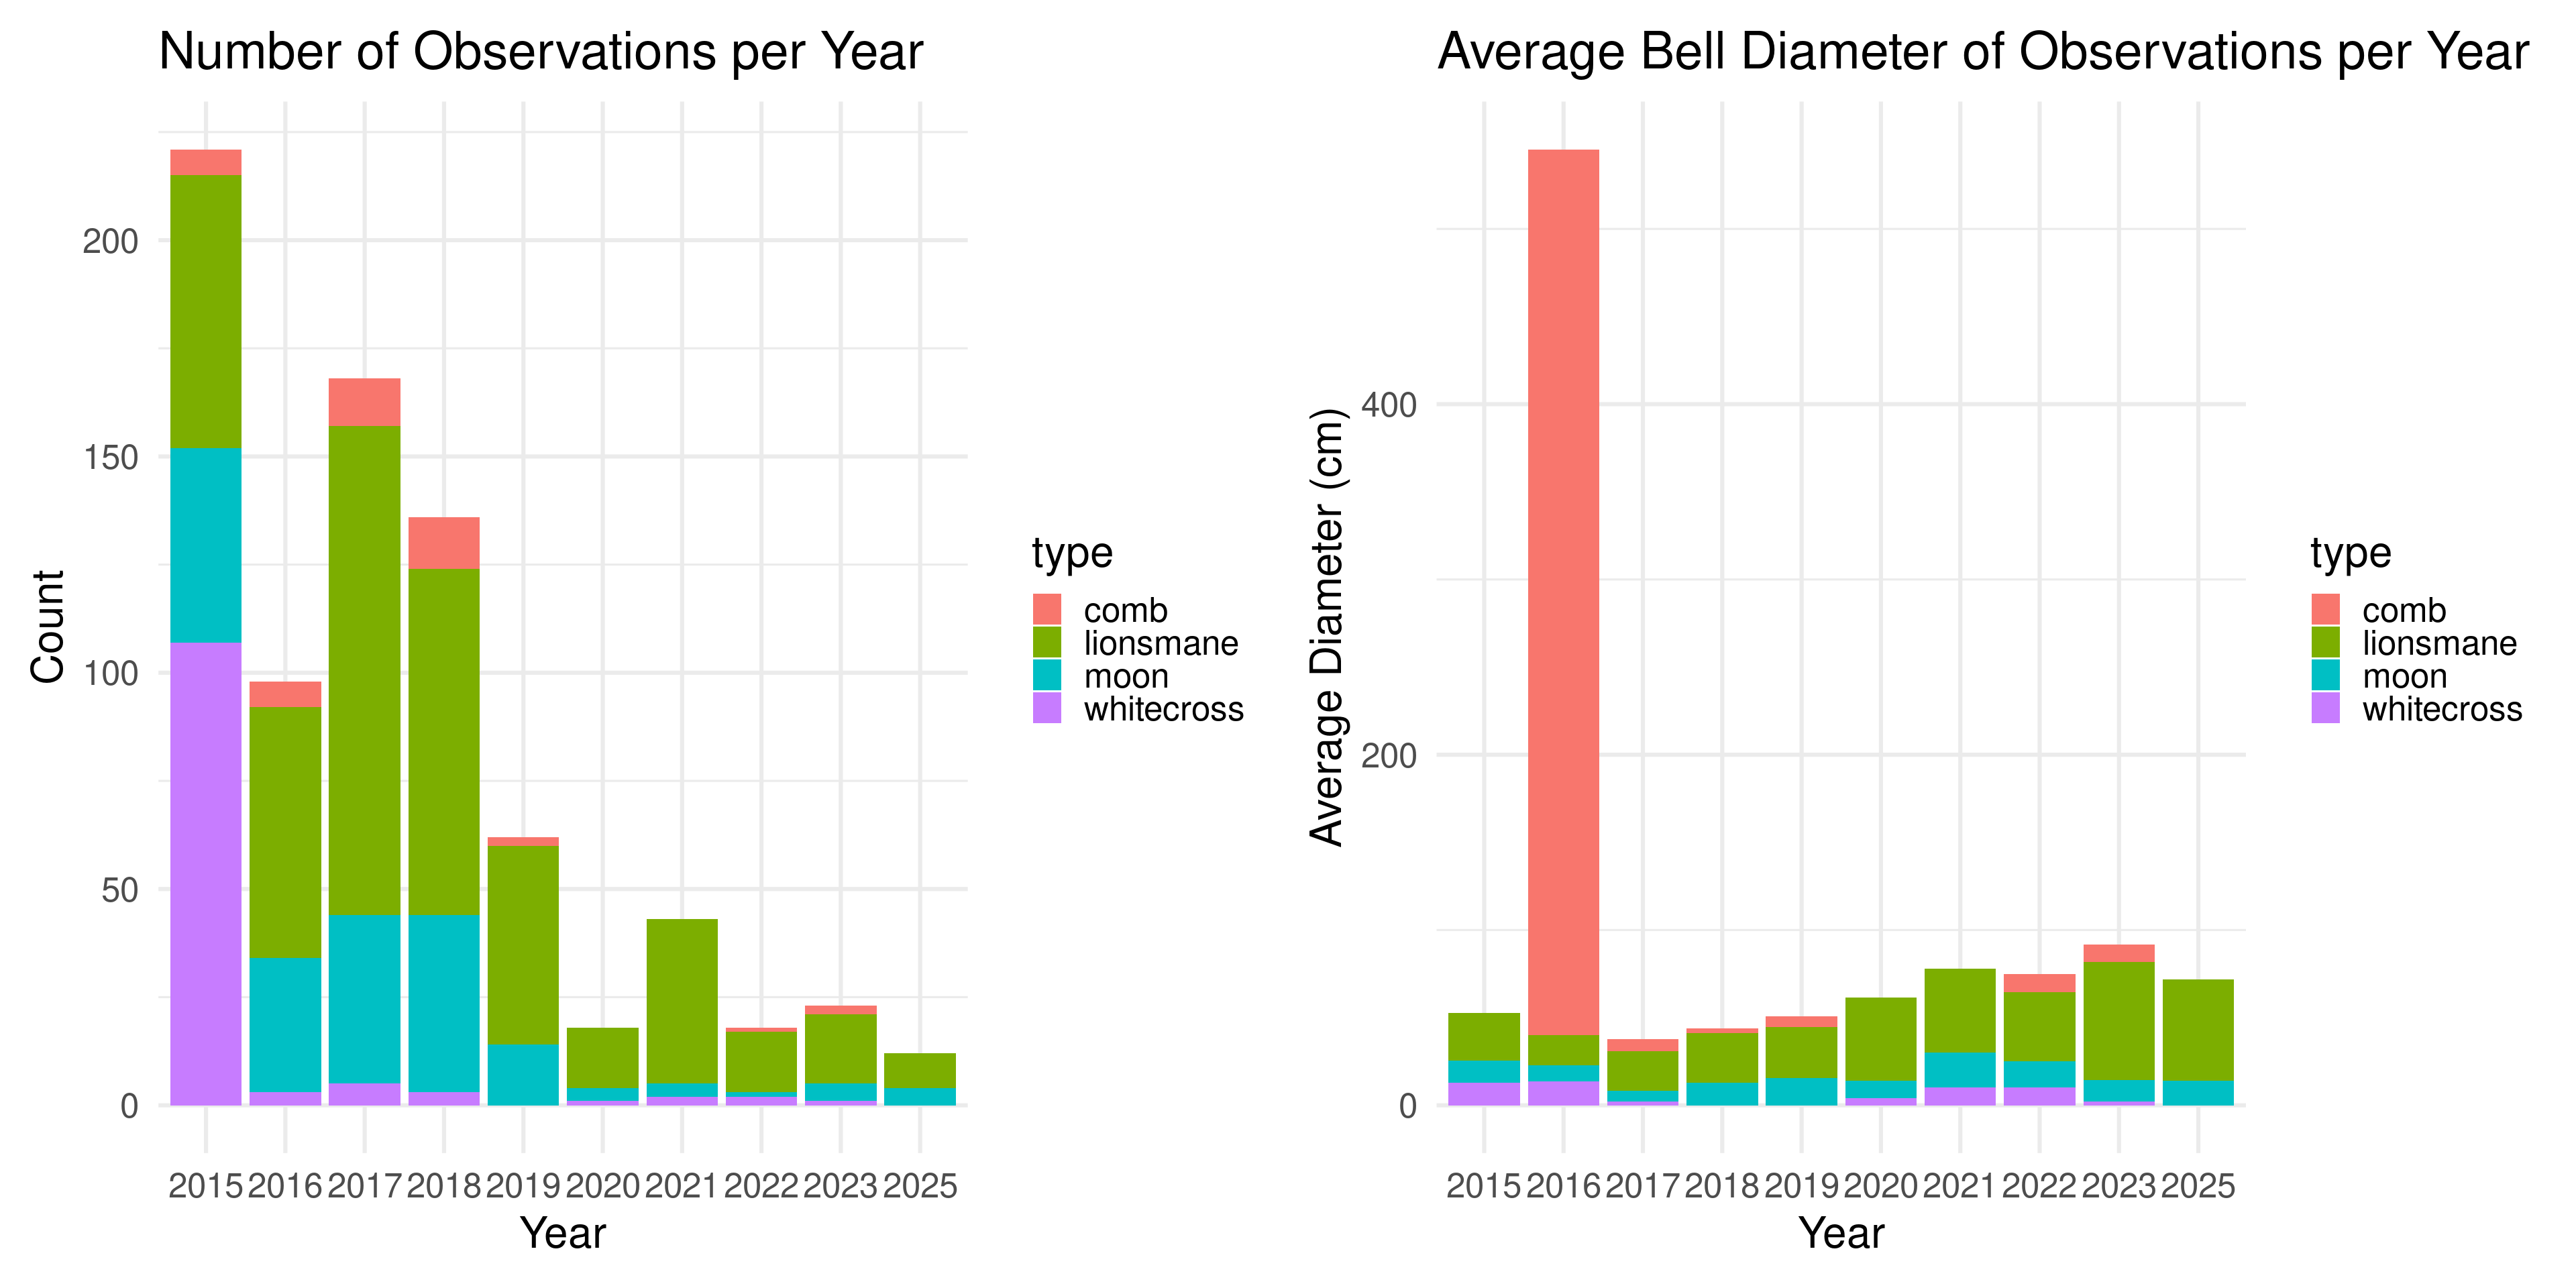 Number of Observations per Year
Count
200
150
100
50
0
2015 2016 2017 2018 2019 2020 2021 2022 2023 2025
Year
type
comb
lionsmane
moon
whitecross
Average Bell Diameter of Observations per Year
Average Diameter (cm)
400
200
0
2015 2016 2017 2018 2019 2020 2021 2022 2023 2025
Year
type
comb
lionsmane
moon
whitecross